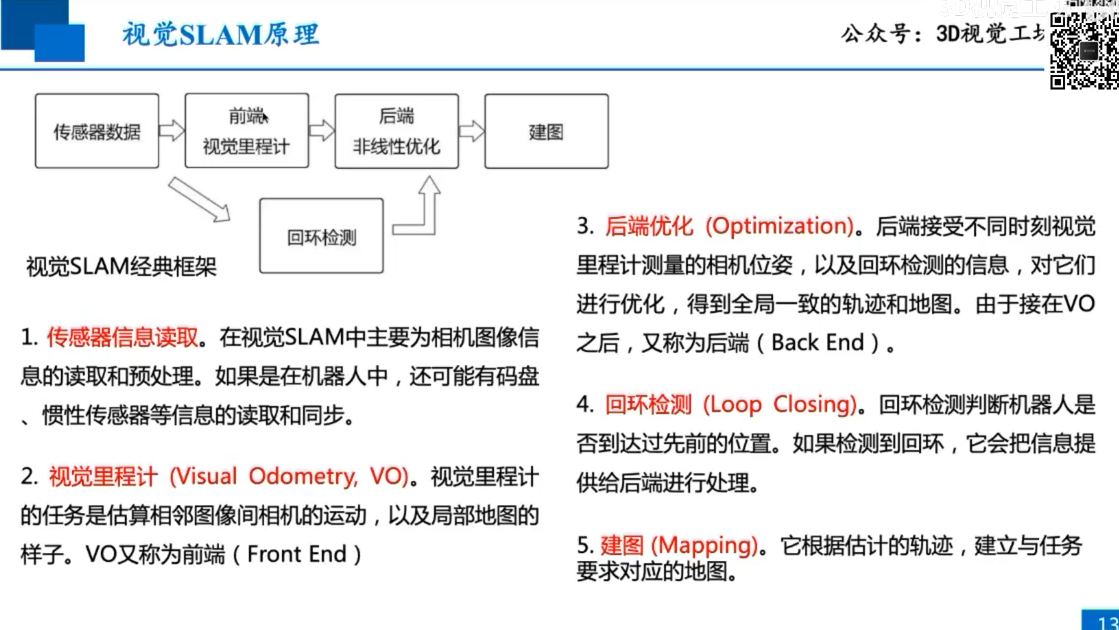 视觉SLAM原理
公众号：3D视觉工坊
传感器数据
前端
视觉里程计
后端
非线性优化
建图
回环检测
视觉SLAM经典框架
1. 传感器信息读取。在视觉SLAM中主要为相机图像信
息的读取和预处理。如果是在机器人中，还可能有码盘
、惯性传感器等信息的读取和同步。
2. 视觉里程计 (Visual Odometry, VO)。视觉里程计
的任务是估算相邻图像间相机的运动，以及局部地图的
样子。VO又称为前端（Front End）
3. 后端优化 (Optimization)。后端接受不同时刻视觉
里程计测量的相机位姿，以及回环检测的信息，对它们
进行优化，得到全局一致的轨迹和地图。由于接在VO
之后，又称为后端（Back End）。
4. 回环检测 (Loop Closing)。回环检测判断机器人是
否到达过先前的位置。如果检测到回环，它会把信息提
供给后端进行处理。
5. 建图 (Mapping)。它根据估计的轨迹，建立与任务
要求对应的地图。
13